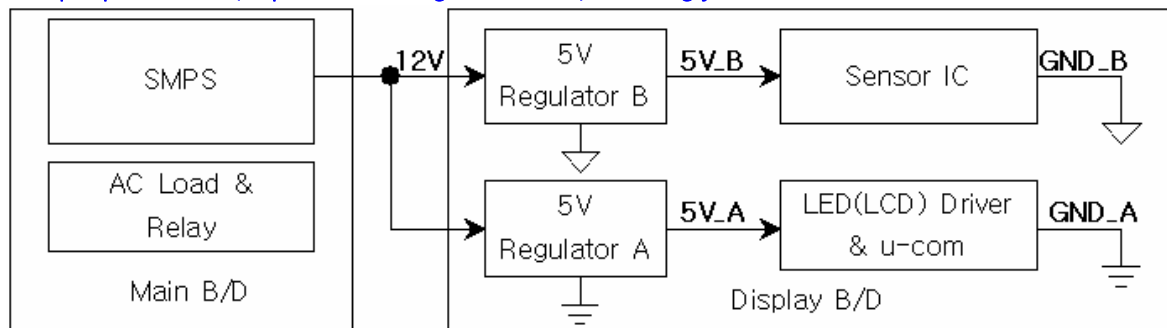 SMPS
AC Load &
Relay
Main B/D
12V
5V
Regulator B
5V_B
Sensor IC
GND_B
5V
Regulator A
5V_A
LED(LCD) Driver
& u-com
GND_A
Display B/D